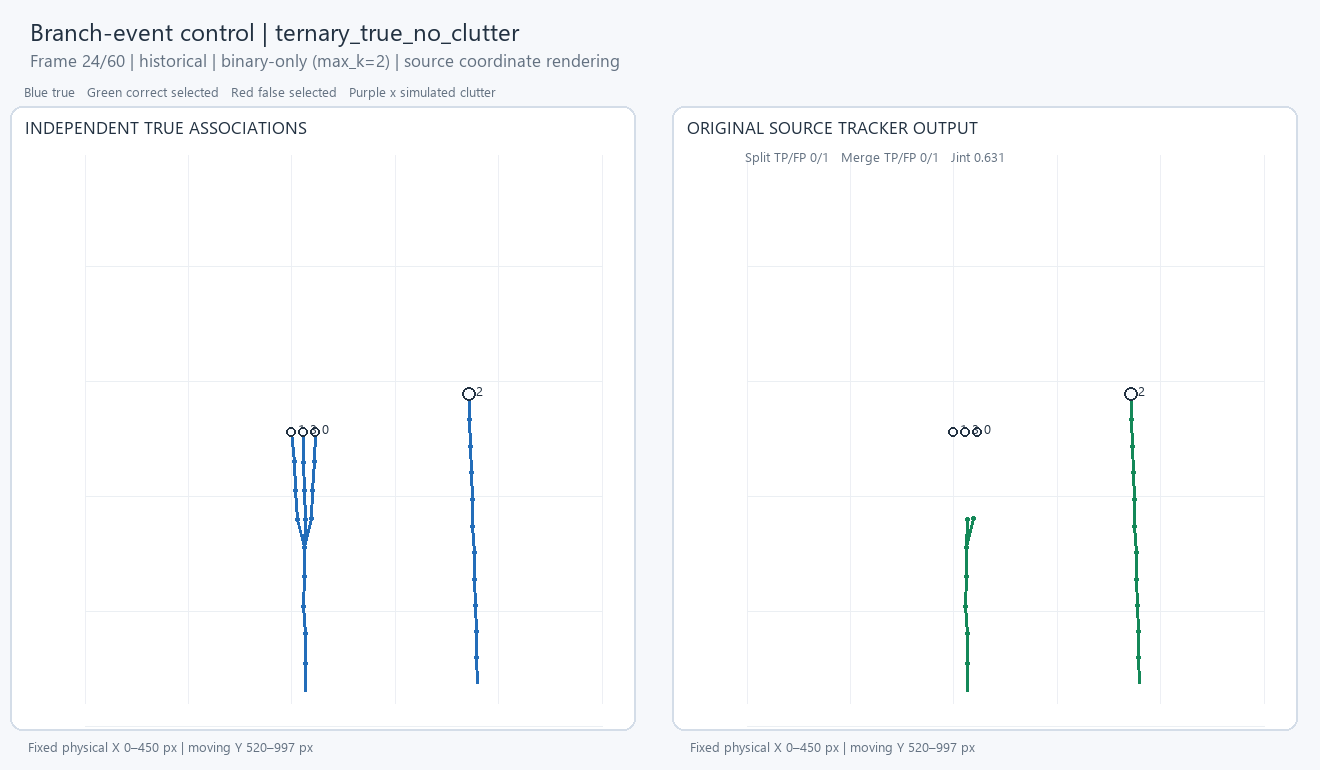 Branch-event control | ternary_true_no_clutter
Frame 24/60 | historical | binary-only (max_k=2) | source coordinate rendering
Blue true Green correct selected Red false selected Purple x simulated clutter
INDEPENDENT TRUE ASSOCIATIONS
2
0
Fixed physical X 0–450 px | moving Y 520–997 px
ORIGINAL SOURCE TRACKER OUTPUT
Split TP/FP 0/1 Merge TP/FP 0/1 Jint 0.631
2
0
Fixed physical X 0–450 px | moving Y 520–997 px